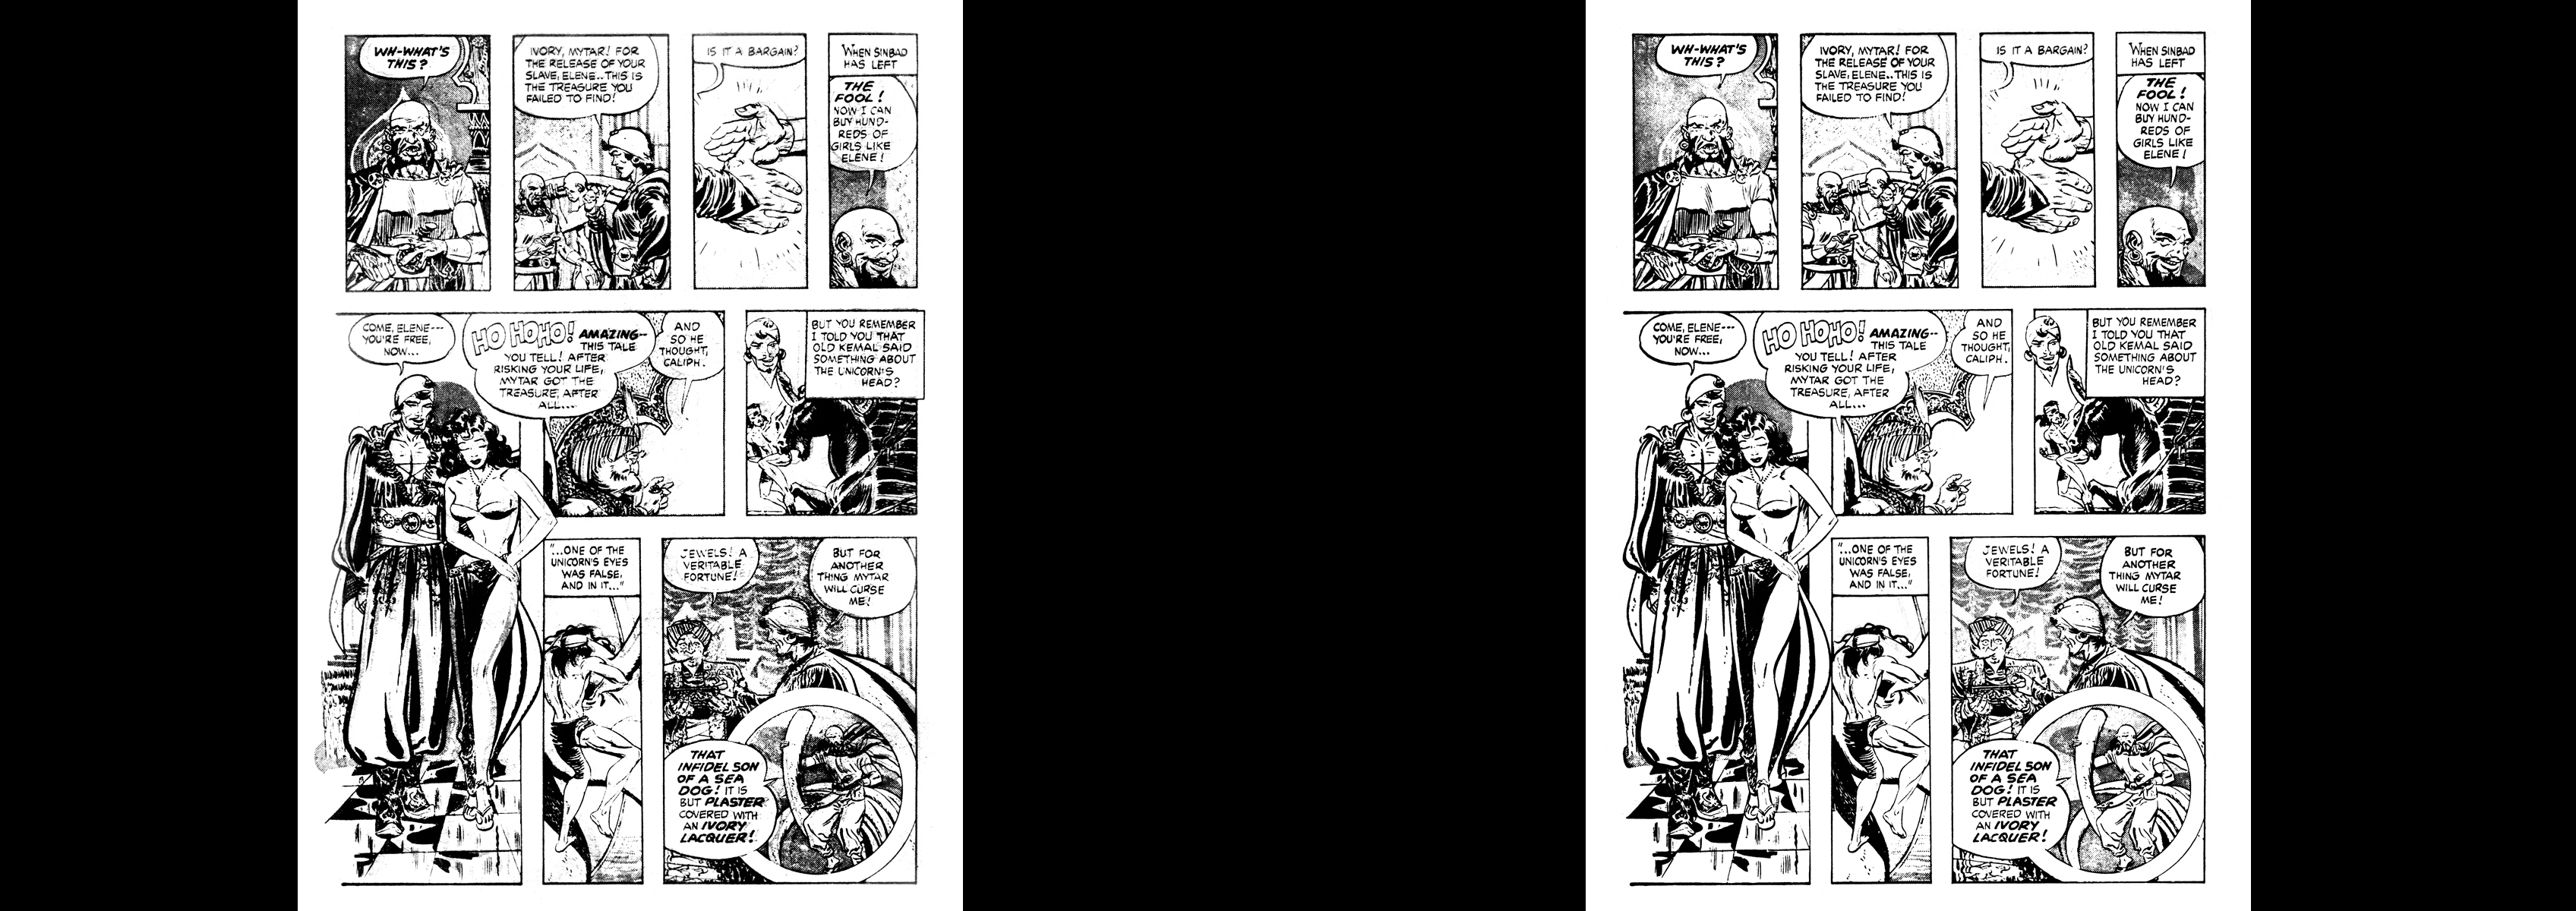 WH-WHAT'S
THIS?
IVORY, MYTAR! FOR
THE RELEASE OF YOUR
SLAVE, ELENE.. THIS IS
THE TREASURE YOU
FAILED TO FIND!
IS IT A BARGAIN?
WHEN SINBAD
HAS LEFT
THE
FOOL!
NOW I CAN
BUY HUND-
REDS OF
GIRLS LIKE
ELENE!
COME, ELENE---
YOU'RE FREE,
NOW...
HO HOHO! AMAZING--
THIS TALE
YOU TELL! AFTER
RISKING YOUR LIFE,
MYTAR GOT THE
TREASURE, AFTER
ALL...
AND
SO HE
THOUGHT,
CALIPH.
BUT YOU REMEMBER
I TOLD YOU THAT
OLD KEMAL SAID
SOMETHING ABOUT
THE UNICORN'S
HEAD?
"...ONE OF THE
UNICORN'S EYES
WAS FALSE,
AND IN IT..."
JEWELS! A
VERITABLE
FORTUNE!
BUT FOR
ANOTHER
THING MYTAR
WILL CURSE
ME!
THAT
INFIDEL SON
OF A SEA
DOG! IT IS
BUT PLASTER
COVERED WITH
AN IVORY
LACQUER!
WH-WHAT'S
THIS?
IVORY, MYTAR! FOR
THE RELEASE OF YOUR
SLAVE, ELENE.. THIS IS
THE TREASURE YOU
FAILED TO FIND!
IS IT A BARGAIN?
WHEN SINBAD
HAS LEFT
THE
FOOL!
NOW I CAN
BUY HUND-
REDS OF
GIRLS LIKE
ELENE!
COME, ELENE---
YOU'RE FREE,
NOW...
HO HOHO! AMAZING--
THIS TALE
YOU TELL! AFTER
RISKING YOUR LIFE,
MYTAR GOT THE
TREASURE, AFTER
ALL...
AND
SO HE
THOUGHT,
CALIPH.
BUT YOU REMEMBER
I TOLD YOU THAT
OLD KEMAL SAID
SOMETHING ABOUT
THE UNICORN'S
HEAD?
"...ONE OF THE
UNICORN'S EYES
WAS FALSE,
AND IN IT..."
JEWELS! A
VERITABLE
FORTUNE!
BUT FOR
ANOTHER
THING MYTAR
WILL CURSE
ME!
THAT
INFIDEL SON
OF A SEA
DOG! IT IS
BUT PLASTER
COVERED WITH
AN IVORY
LACQUER!